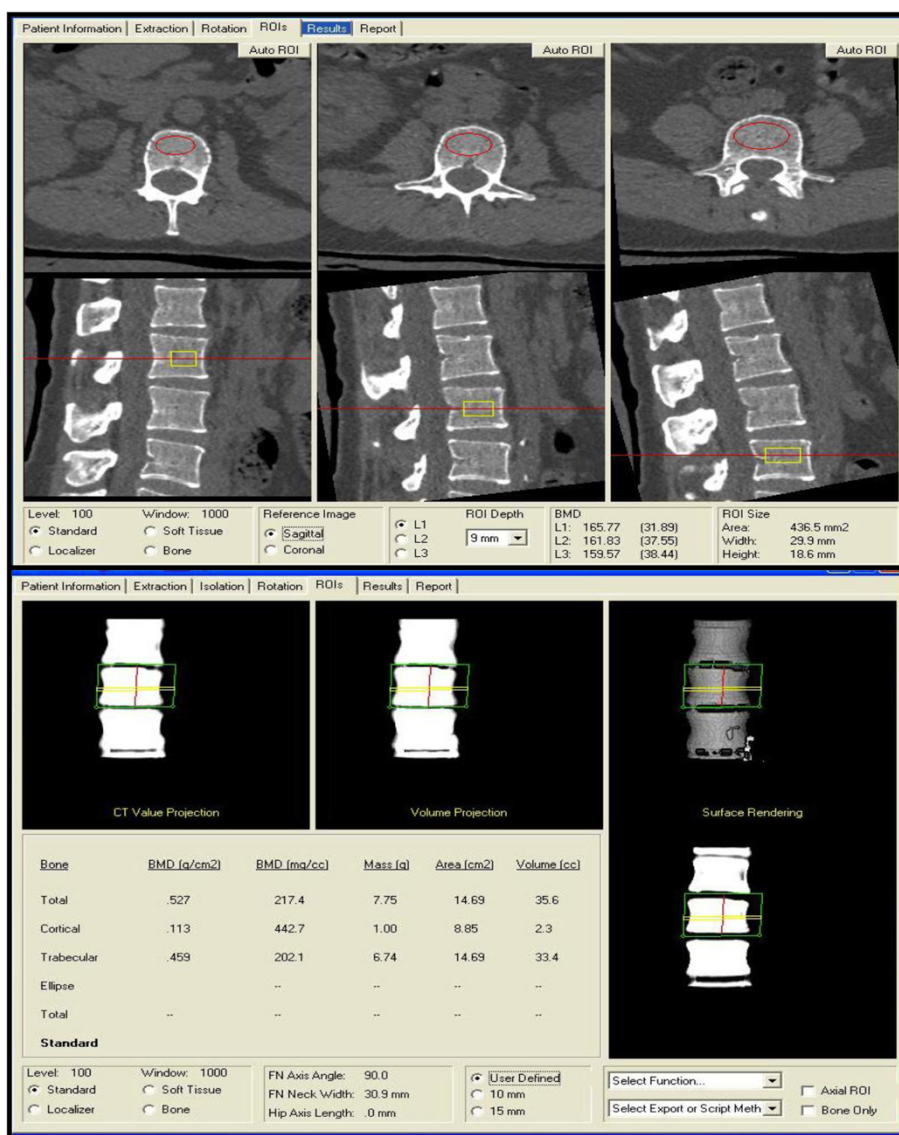 Patient Information Extraction Rotation ROIs Results Report
Auto ROI Auto ROI Auto ROI
Level: 100 Window: 1000 Reference Image ROI Depth BMD ROI Size
Standard Soft Tissue Sagittal L1 9 mm L1: 165.77 (31.89) Area: 436.5 mm2
Localizer Bone Coronal L2 L2: 161.83 (37.55) Width: 29.9 mm
L3 L3: 159.57 (38.44) Height: 18.6 mm
Patient Information Extraction Isolation Rotation ROIs Results Report
CT Value Projection Volume Projection Surface Rendering
Bone BMD (g/cm2) BMD (mg/cc) Mass (g) Area (cm2) Volume (cc)
Total .527 217.4 7.75 14.69 35.6
Cortical .113 442.7 1.00 8.85 2.3
Trabecular .459 202.1 6.74 14.69 33.4
Ellipse -- -- -- --
Total -- -- -- -- --
Standard
Level: 100 Window: 1000 FN Axis Angle: 90.0 User Defined Select Function...
Standard Soft Tissue FN Neck Width: 30.9 mm 10 mm Axial ROI
Localizer Bone Hip Axis Length: .0 mm 15 mm Select Export or Script Meth Bone Only